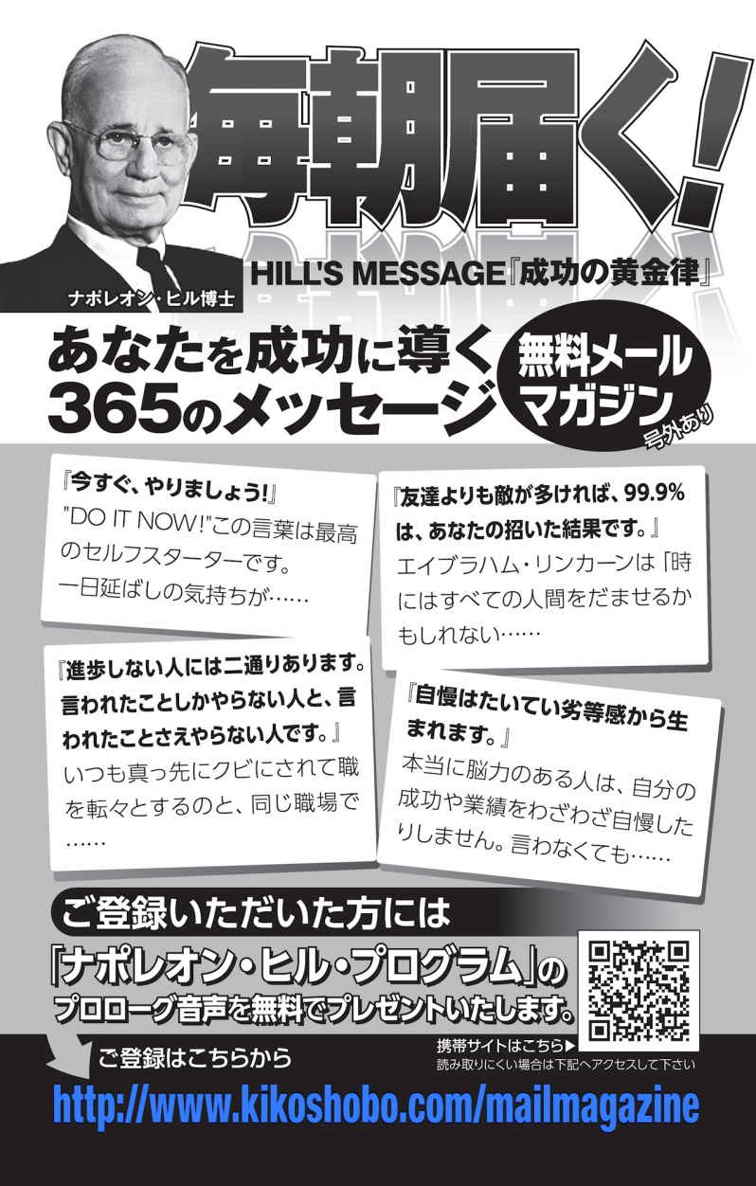 毎朝届く!
ナポレオン・ヒル博士
HILL'S MESSAGE『成功の黄金律』
あなたを成功に導く
365のメッセージ
無料メール
マガジン
号外あり
『今すぐ、やりましょう!』
"DO IT NOW!"この言葉は最高
のセルフスターターです。
一日延ばしの気持ちが……
『友達よりも敵が多ければ、99.9%
は、あなたの招いた結果です。』
エイブラハム・リンカーンは「時
にはすべての人間をだませるか
もしれない……
『進歩しない人には二通りあります。
言われたことしかやらない人と、言
われたことさえやらない人です。』
いつも真っ先にクビにされて職
を転々とするのと、同じ職場で
……
『自慢はたいてい劣等感から生
まれます。』
本当に脳力のある人は、自分の
成功や業績をわざわざ自慢した
りしません。言わなくても……
ご登録いただいた方には
「ナポレオン・ヒル・プログラム」の
プロローグ音声を無料でプレゼントいたします。
携帯サイトはこちら▶
読み取りにくい場合は下記へアクセスして下さい
ご登録はこちらから
http://www.kikoshobo.com/mailmagazine